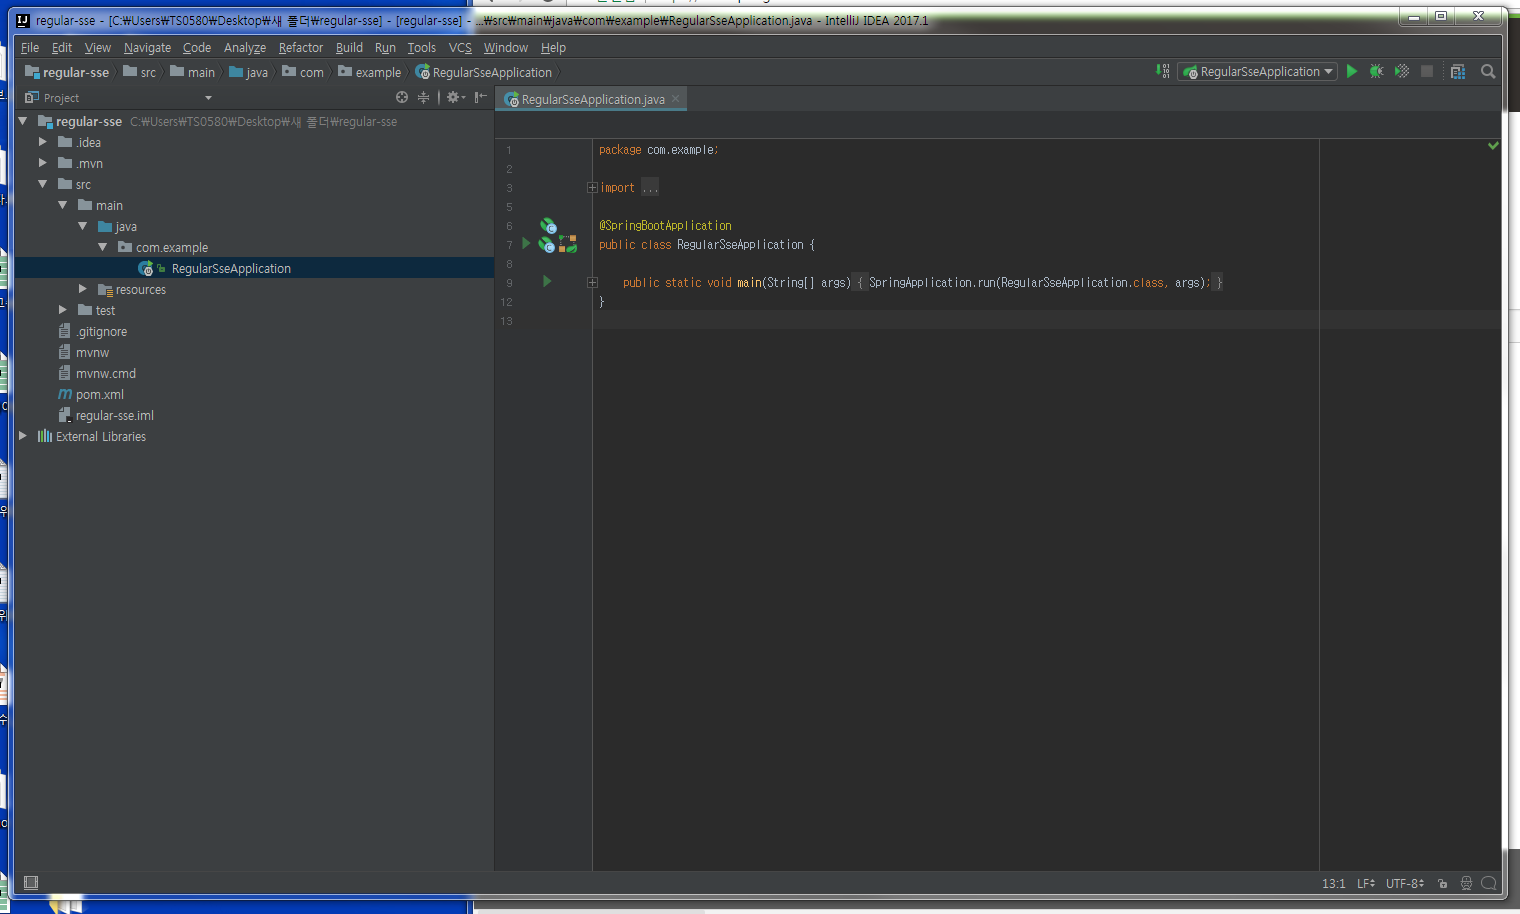 regular-sse - [C:₩Users₩TS0580₩Desktop₩새 폴더₩regular-sse] - [regular-sse] - ...₩src₩main₩java₩com₩example₩RegularSseApplication.java - IntelliJ IDEA 2017.1
File Edit View Navigate Code Analyze Refactor Build Run Tools VCS Window Help
regular-sse src main java com example RegularSseApplication RegularSseApplication
Project RegularSseApplication.java
regular-sse C:₩Users₩TS0580₩Desktop₩새 폴더₩regular-sse
.idea
.mvn
src
main
java
com.example
RegularSseApplication
resources
test
.gitignore
mvnw
mvnw.cmd
pom.xml
regular-sse.iml
External Libraries
1 package com.example;
2
3 import ...
5
6 @SpringBootApplication
7 public class RegularSseApplication {
8
9 public static void main(String[] args) { SpringApplication.run(RegularSseApplication.class, args); }
12 }
13
13:1 LF UTF-8